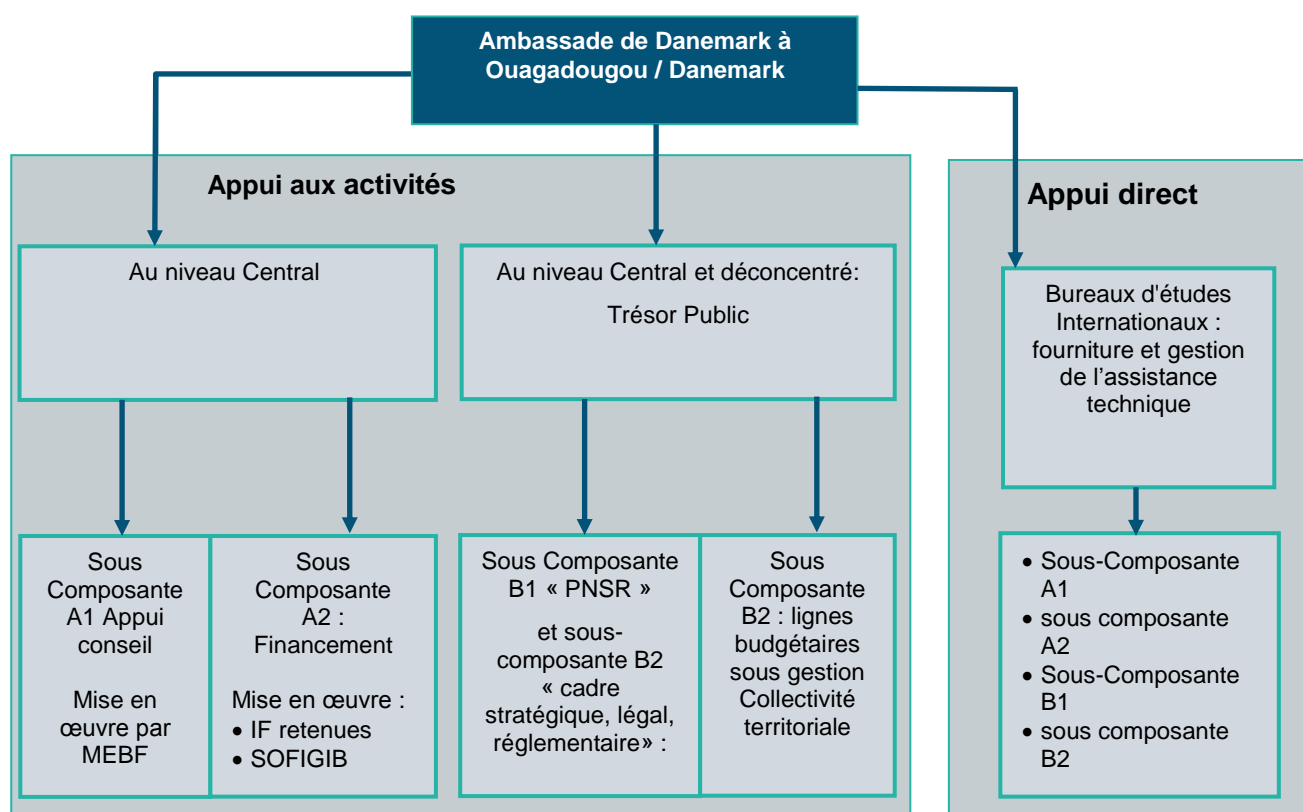 Ambassade de Danemark à
Ouagadougou / Danemark
Appui aux activités
Appui direct
Au niveau Central
Au niveau Central et déconcentré:
Trésor Public
Bureaux d'études
Internationaux :
fourniture et gestion
de l’assistance
technique
Sous
Composante
A1 Appui
conseil
Mise en
œuvre par
MEBF
Sous
Composante
A2 :
Financement
Mise en œuvre :
• IF retenues
• SOFIGIB
Sous Composante
B1 « PNSR »
et sous-
composante B2
« cadre
stratégique, légal,
réglementaire» :
Sous
Composante
B2 : lignes
budgétaires
sous gestion
Collectivité
territoriale
• Sous-Composante
A1
• sous composante
A2
• Sous-Composante
B1
• sous composante
B2